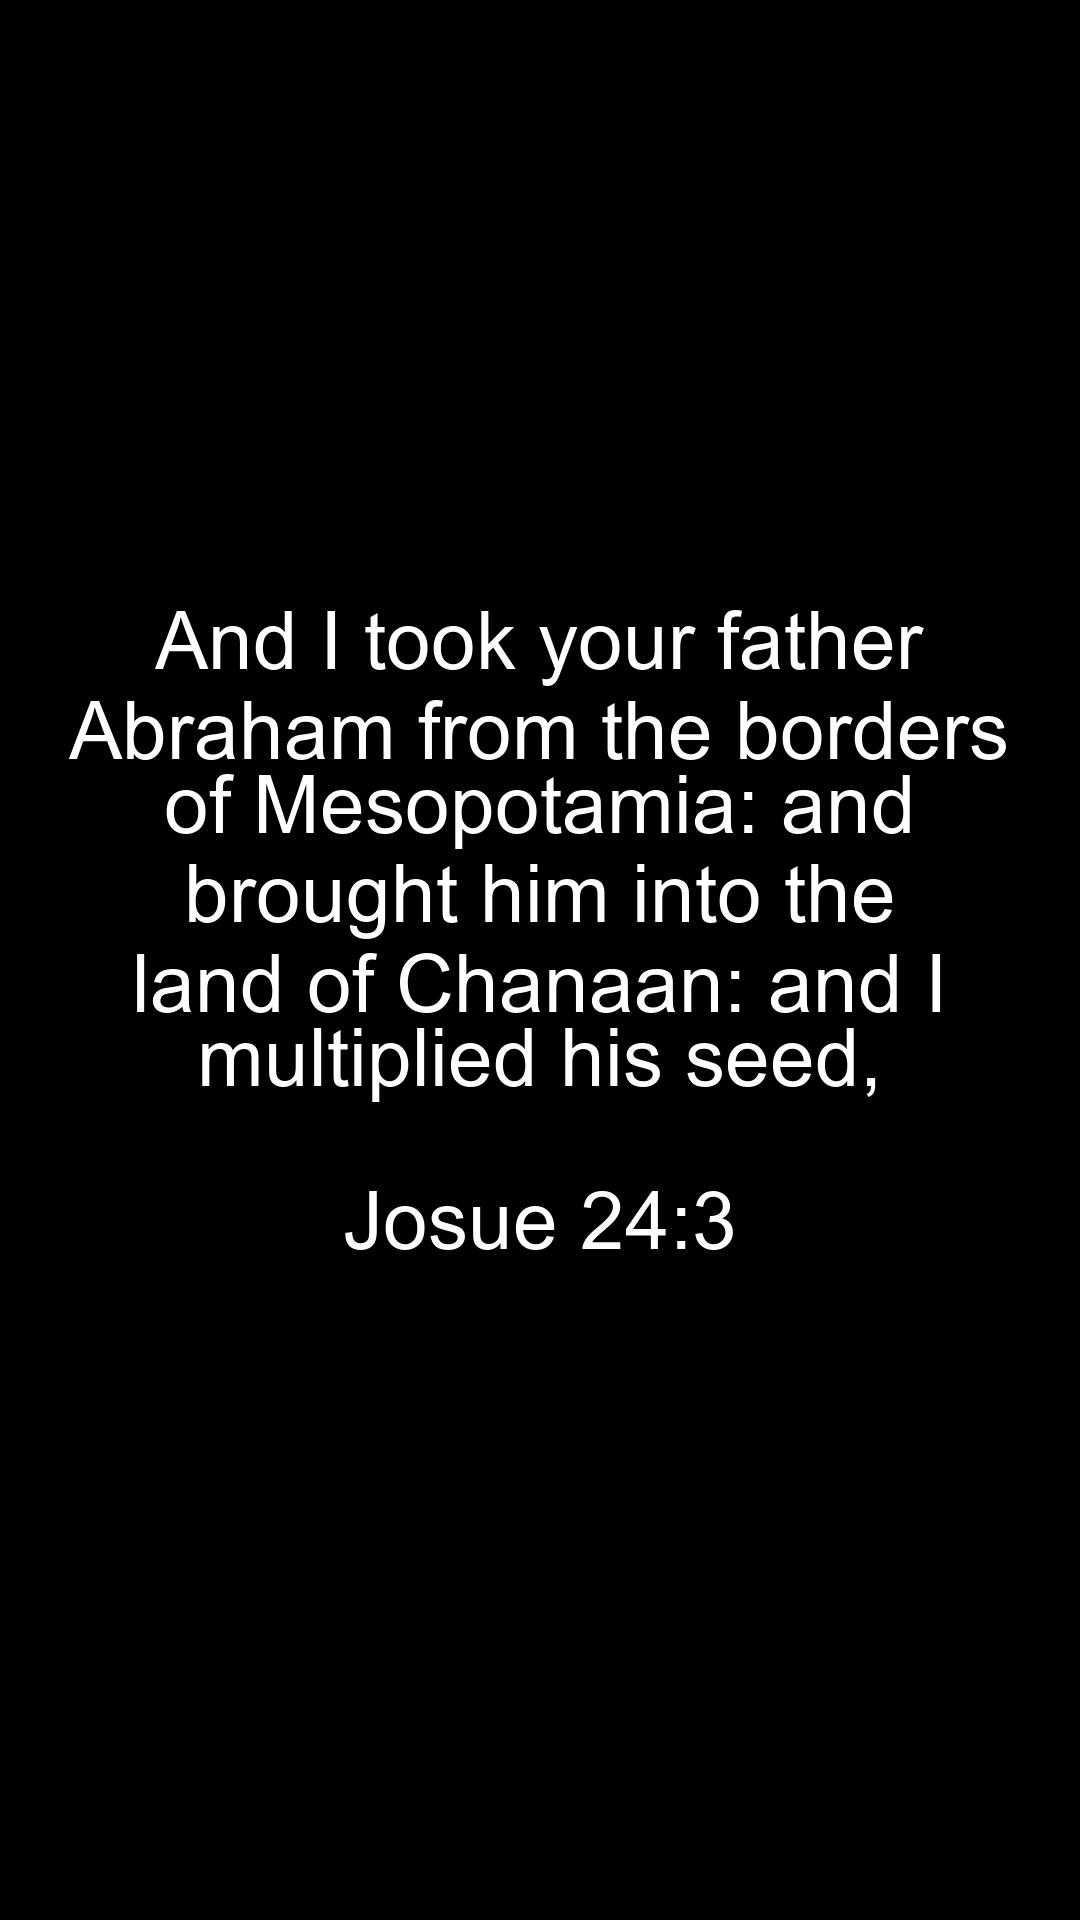 And I took your father
Abraham from the borders
of Mesopotamia: and
brought him into the
land of Chanaan: and I
multiplied his seed,
Josue 24:3